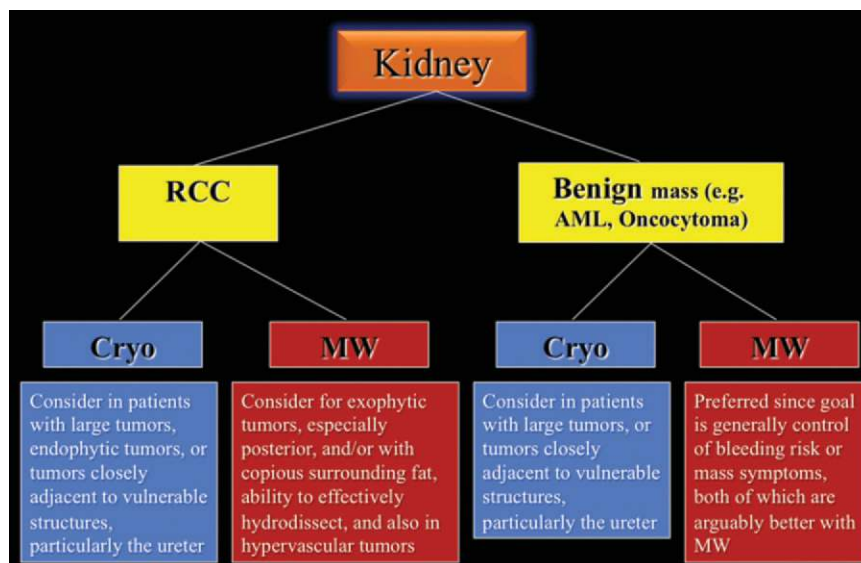 Kidney
RCC
Benign mass (e.g.
AML, Oncocytoma)
Cryo
MW
Cryo
MW
Consider in patients
with large tumors,
endophytic tumors, or
tumors closely
adjacent to vulnerable
structures,
particularly the ureter
Consider for exophytic
tumors, especially
posterior, and/or with
copious surrounding fat,
ability to effectively
hydrodissect, and also in
hypervascular tumors
Consider in patients
with large tumors, or
tumors closely
adjacent to vulnerable
structures,
particularly the ureter
Preferred since goal
is generally control
of bleeding risk or
mass symptoms,
both of which are
arguably better with
MW